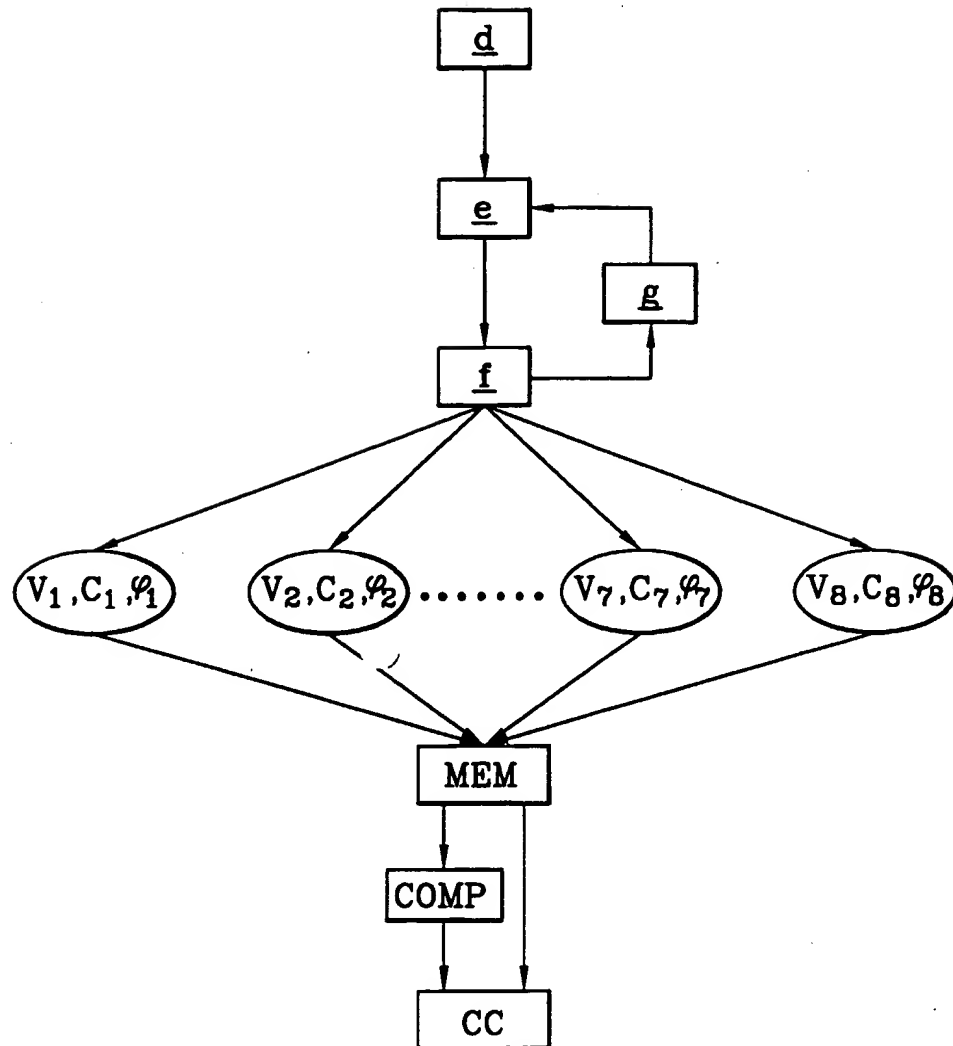 d
e
g
f
V₁,C₁,φ₁
V₂,C₂,φ₂
V₇,C₇,φ₇
V₈,C₈,φ₈
MEM
COMP
CC